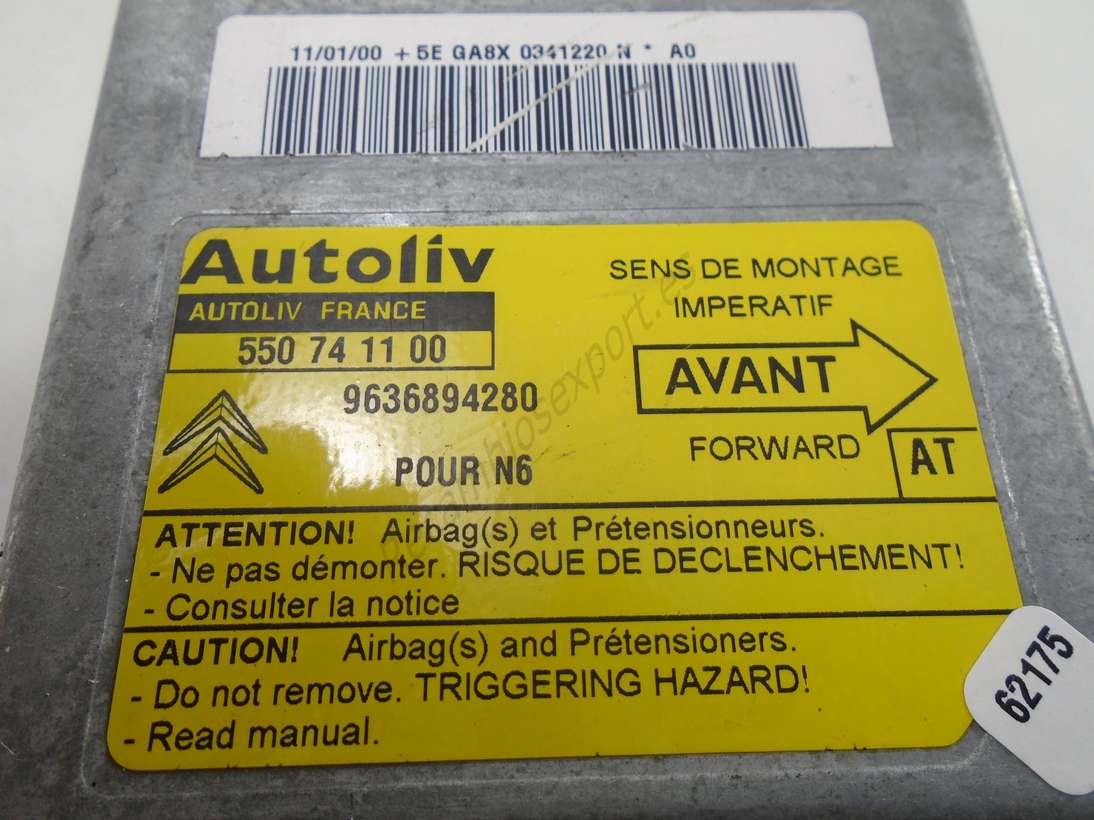 11/01/00 + 5E GA8X 0341220 N * A0
Autoliv
AUTOLIV FRANCE
550 74 11 00
9636894280
POUR N6
SENS DE MONTAGE
IMPERATIF
AVANT
FORWARD
AT
ATTENTION! Airbag(s) et Prétensionneurs.
- Ne pas démonter. RISQUE DE DECLENCHEMENT!
- Consulter la notice
CAUTION! Airbag(s) and Prétensioners.
- Do not remove. TRIGGERING HAZARD!
- Read manual.
62175